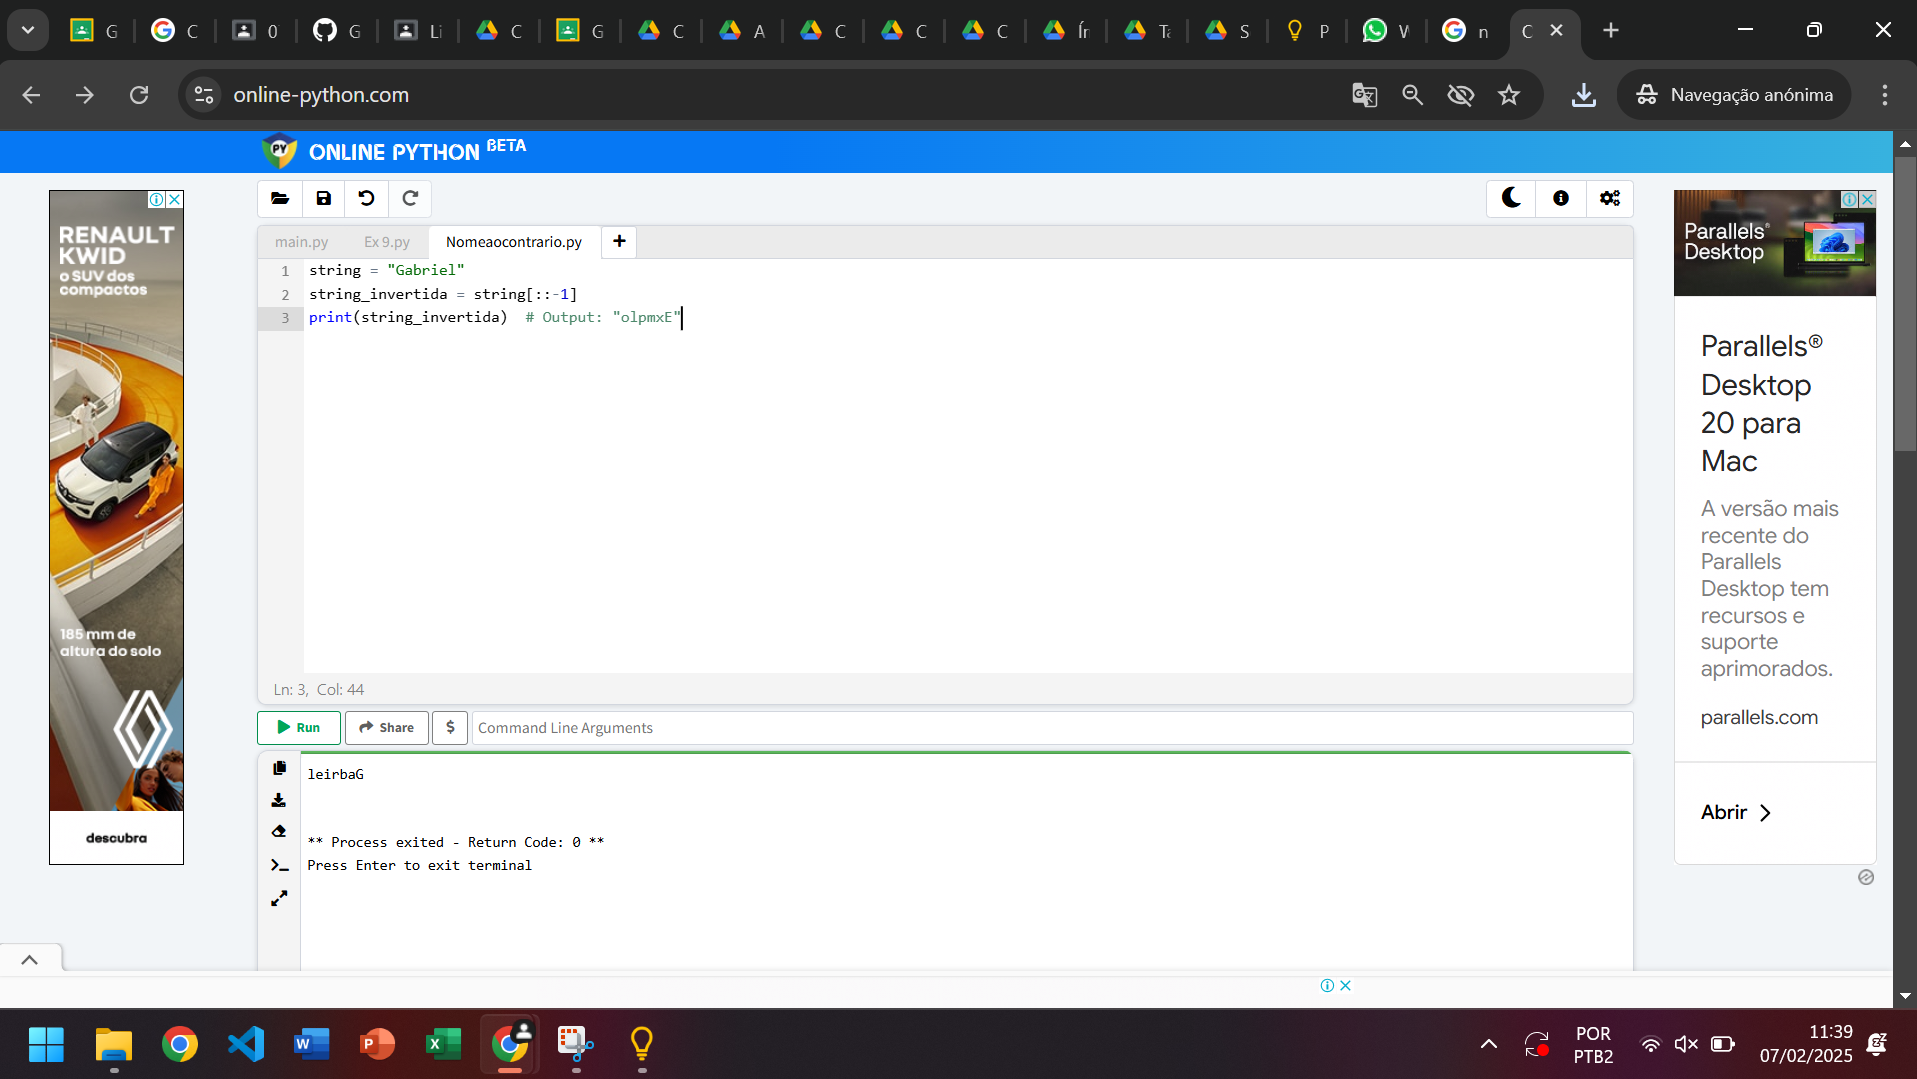 G
C
0
G
Li
C
G
C
A
C
C
C
Ír
Ta
S
P
W
n
C
online-python.com
Navegação anónima
PY ONLINE PYTHON BETA
main.py Ex 9.py Nomeaocontrario.py +
1 string = "Gabriel"
2 string_invertida = string[::-1]
3 print(string_invertida)  # Output: "olpmxE"
Ln: 3, Col: 44
Run Share $ Command Line Arguments
leirbaG
** Process exited - Return Code: 0 **
Press Enter to exit terminal
RENAULT
KWID
o SUV dos
compactos
185 mm de
altura do solo
descubra
Parallels®
Desktop
Parallels®
Desktop
20 para
Mac
A versão mais
recente do
Parallels
Desktop tem
recursos e
suporte
aprimorados.
parallels.com
Abrir
POR
PTB2
11:39
07/02/2025